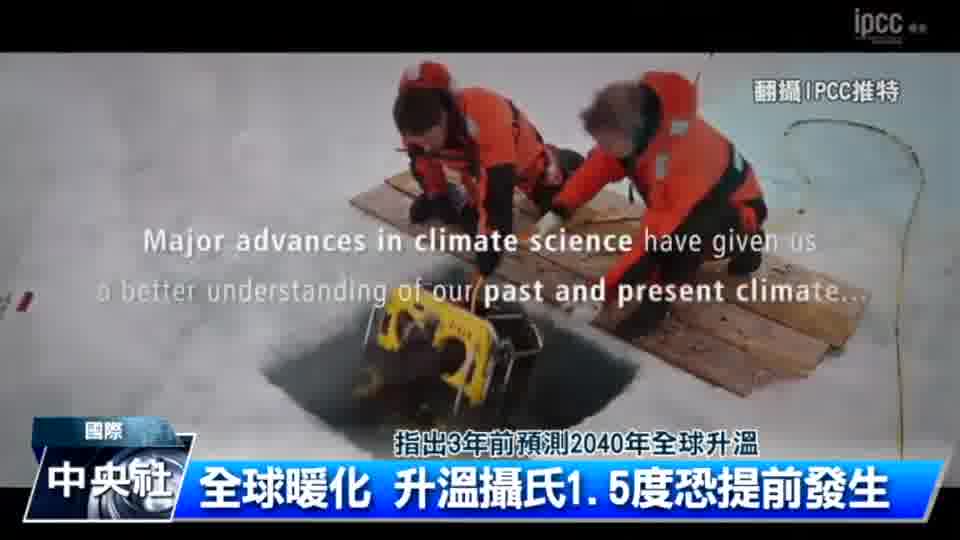 ipcc
翻攝IPCC推特
Major advances in climate science have given us
a better understanding of our past and present climate...
國際
指出3年前預測2040年全球升溫
中央社
全球暖化 升溫攝氏1.5度恐提前發生